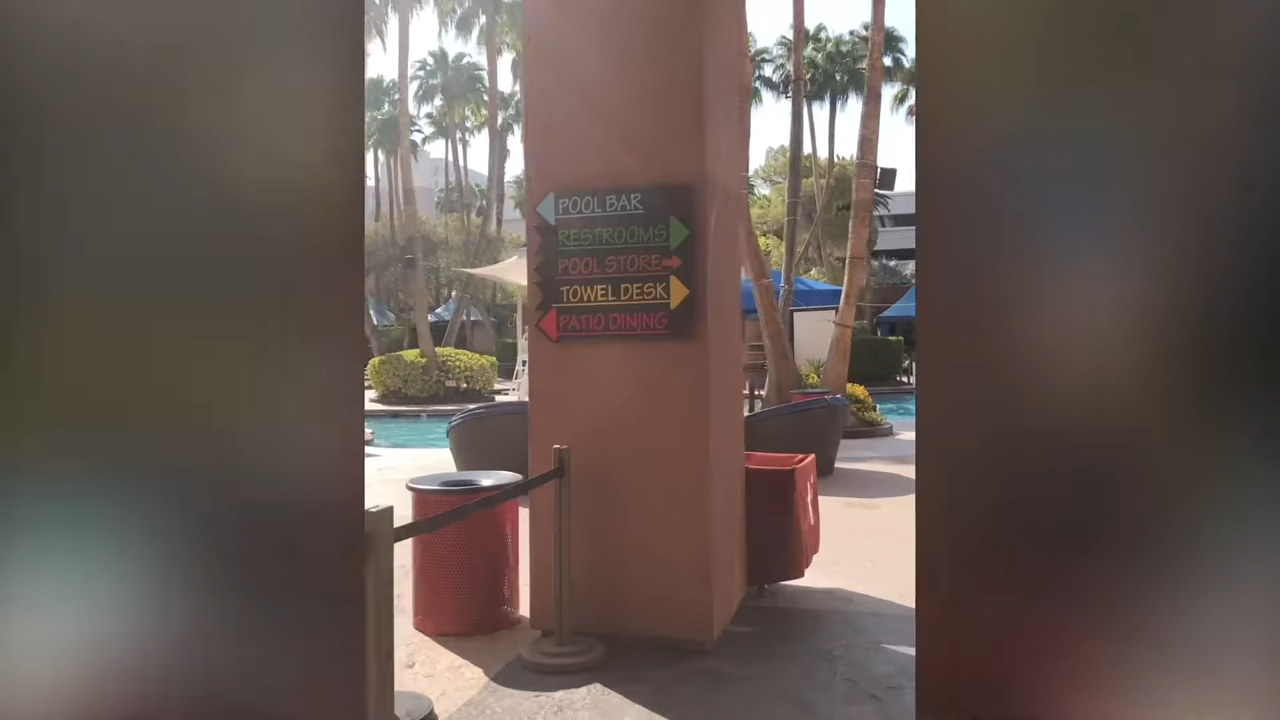 POOL BAR
RESTROOMS
POOL STORE
TOWEL DESK
PATIO DINING